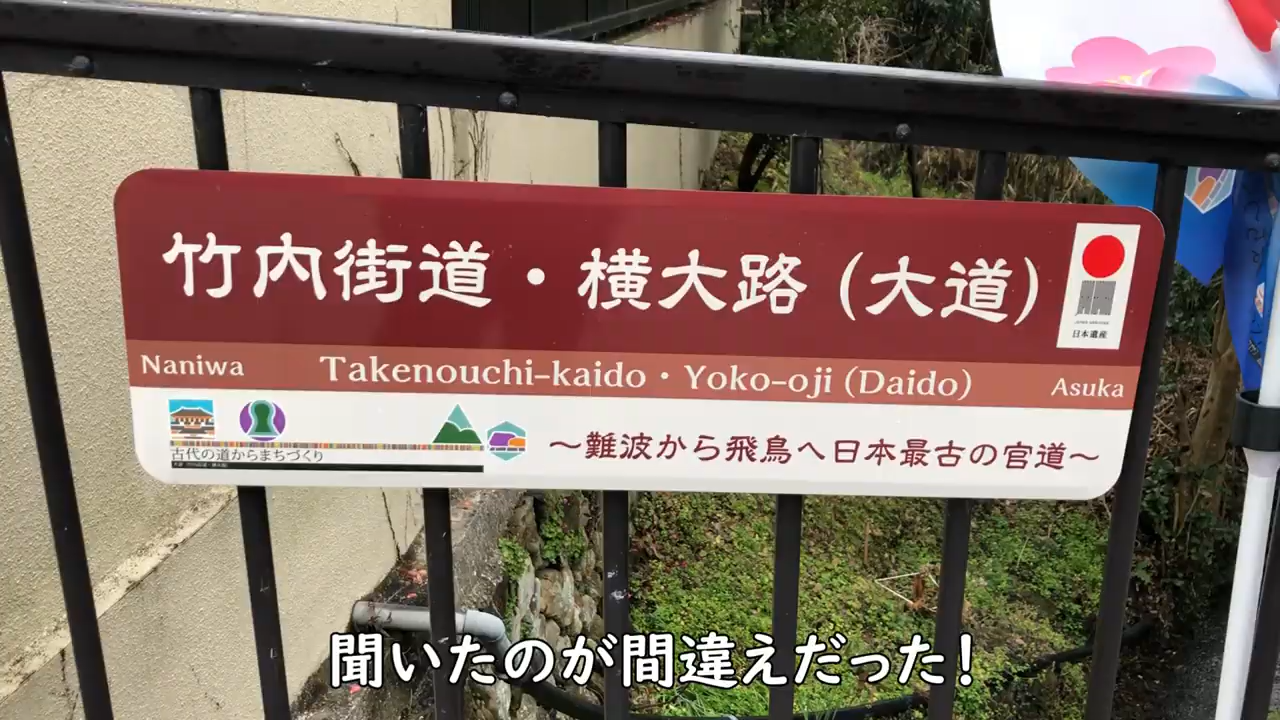 竹内街道・横大路（大道）
日本遺産
Naniwa Takenouchi-kaido・Yoko-oji (Daido) Asuka
古代の道からまちづくり
～難波から飛鳥へ日本最古の官道～
聞いたのが間違えだった！